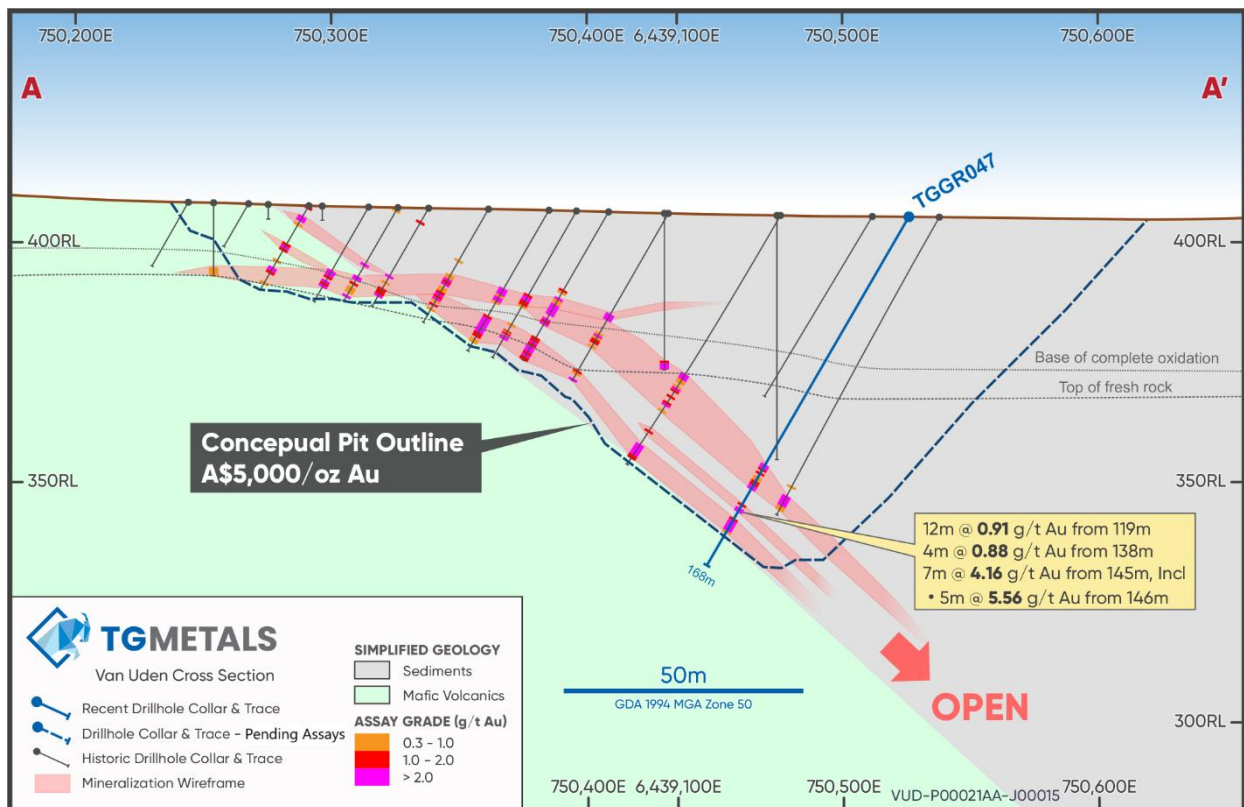 750,200E 750,300E 750,400E 6,439,100E 750,500E 750,600E
A A'
TGGR047
400RL 400RL
Base of complete oxidation
Top of fresh rock
Concepual Pit Outline
A$5,000/oz Au
350RL 350RL
12m @ 0.91 g/t Au from 119m
4m @ 0.88 g/t Au from 138m
7m @ 4.16 g/t Au from 145m, Incl
• 5m @ 5.56 g/t Au from 146m
168m
TGMETALS
Van Uden Cross Section
Recent Drillhole Collar & Trace
Drillhole Collar & Trace - Pending Assays
Historic Drillhole Collar & Trace
Mineralization Wireframe
SIMPLIFIED GEOLOGY
Sediments
Mafic Volcanics
ASSAY GRADE (g/t Au)
0.3 - 1.0
1.0 - 2.0
> 2.0
50m
GDA 1994 MGA Zone 50
OPEN
300RL
750,400E 6,439,100E 750,500E 750,600E
VUD-P00021AA-J00015